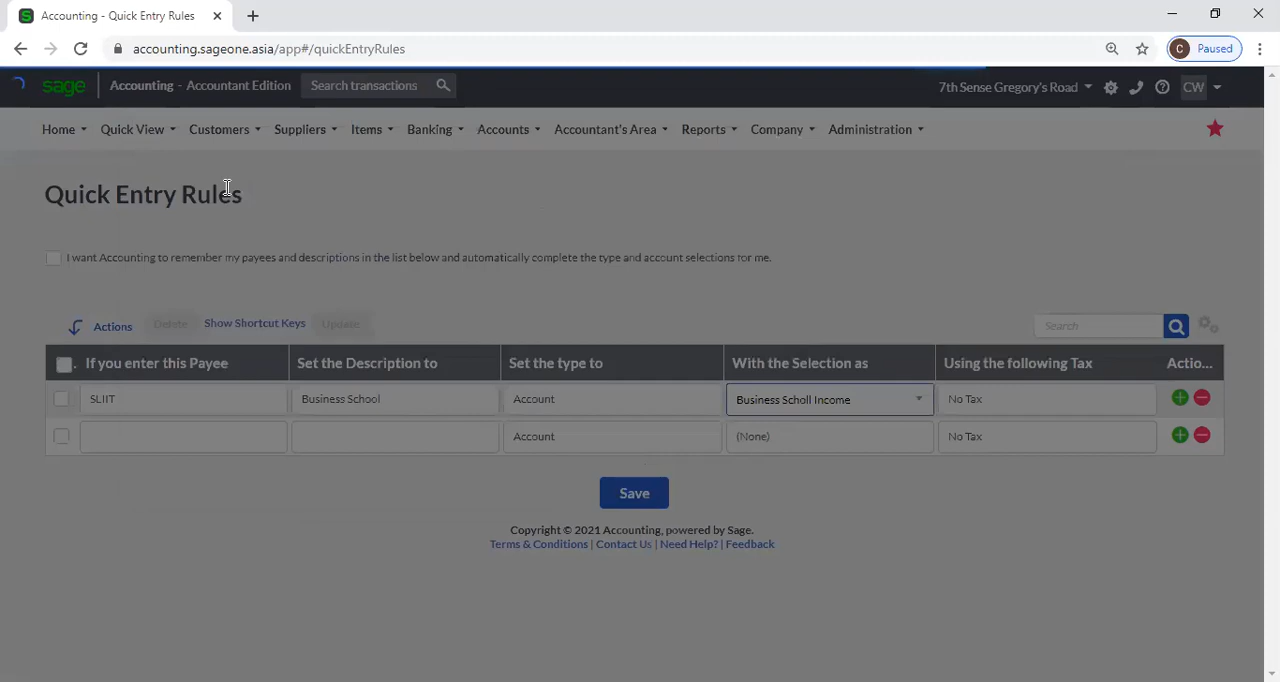 Accounting - Quick Entry Rules
accounting.sageone.asia/app#/quickEntryRules
C Paused
sage Accounting - Accountant Edition Search transactions 7th Sense Gregory's Road CW
Home Quick View Customers Suppliers Items Banking Accounts Accountant's Area Reports Company Administration
Quick Entry Rules
I want Accounting to remember my payees and descriptions in the list below and automatically complete the type and account selections for me.
Actions Delete Show Shortcut Keys Update Search
If you enter this Payee Set the Description to Set the type to With the Selection as Using the following Tax Actio...
SLIIT Business School Account Business Scholl Income No Tax
Account (None) No Tax
Save
Copyright © 2021 Accounting, powered by Sage.
Terms & Conditions | Contact Us | Need Help? | Feedback